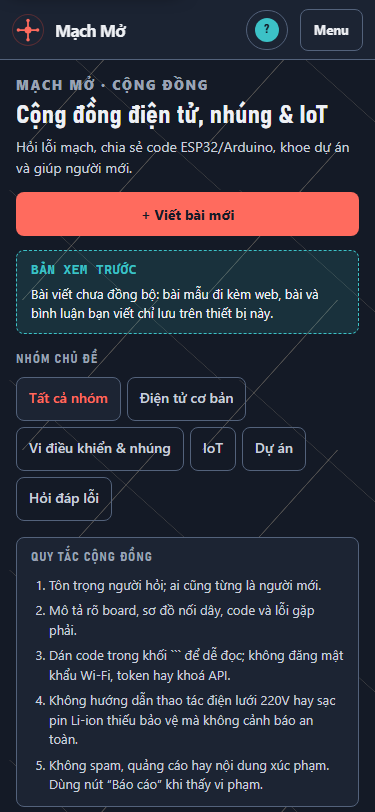 Mạch Mở
?
Menu
MẠCH MỞ · CỘNG ĐỒNG
Cộng đồng điện tử, nhúng & IoT
Hỏi lỗi mạch, chia sẻ code ESP32/Arduino, khoe dự án
và giúp người mới.
+ Viết bài mới
BẢN XEM TRƯỚC
Bài viết chưa đồng bộ: bài mẫu đi kèm web, bài và
bình luận bạn viết chỉ lưu trên thiết bị này.
NHÓM CHỦ ĐỀ
Tất cả nhóm
Điện tử cơ bản
Vi điều khiển & nhúng
IoT
Dự án
Hỏi đáp lỗi
QUY TẮC CỘNG ĐỒNG
1. Tôn trọng người hỏi; ai cũng từng là người mới.
2. Mô tả rõ board, sơ đồ nối dây, code và lỗi gặp
phải.
3. Dán code trong khối ``` để dễ đọc; không đăng mật
khẩu Wi-Fi, token hay khoá API.
4. Không hướng dẫn thao tác điện lưới 220V hay sạc
pin Li-ion thiếu bảo vệ mà không cảnh báo an
toàn.
5. Không spam, quảng cáo hay nội dung xúc phạm.
Dùng nút “Báo cáo” khi thấy vi phạm.